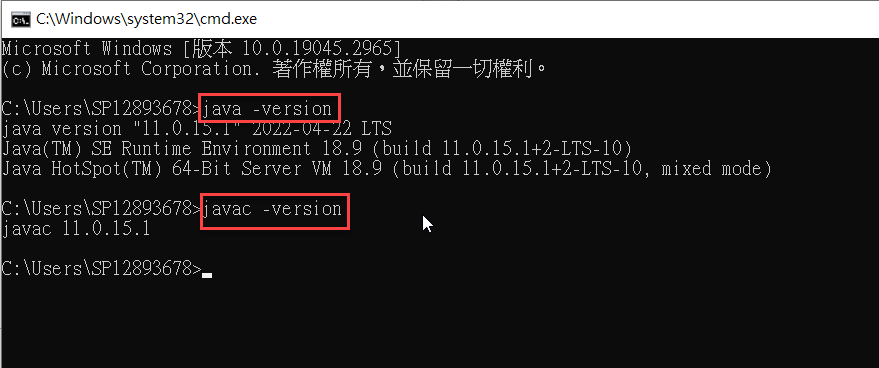 C:\Windows\system32\cmd.exe
Microsoft Windows [版本 10.0.19045.2965]
(c) Microsoft Corporation. 著作權所有，並保留一切權利。
C:\Users\SP12893678>java -version
java version "11.0.15.1" 2022-04-22 LTS
Java(TM) SE Runtime Environment 18.9 (build 11.0.15.1+2-LTS-10)
Java HotSpot(TM) 64-Bit Server VM 18.9 (build 11.0.15.1+2-LTS-10, mixed mode)
C:\Users\SP12893678>javac -version
javac 11.0.15.1
C:\Users\SP12893678>